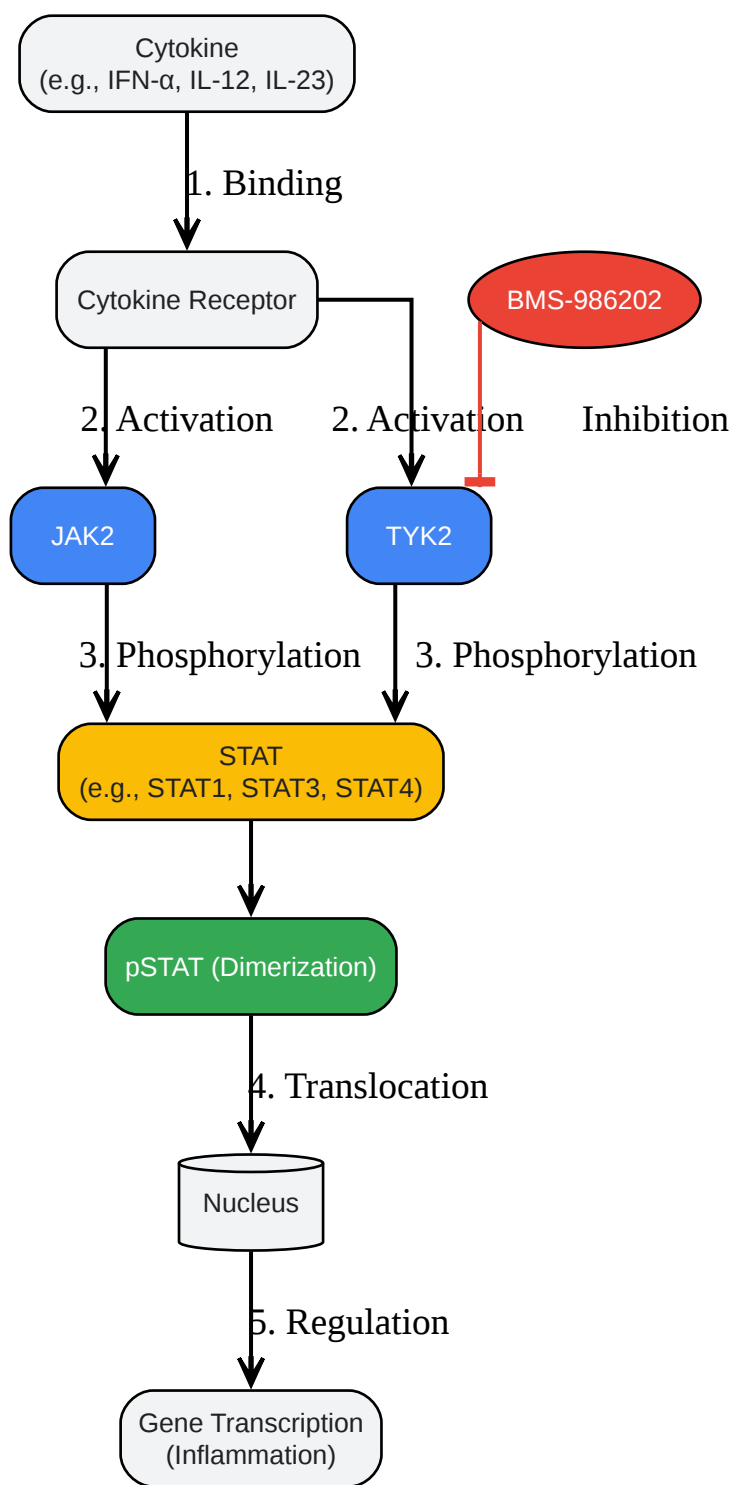 Cytokine
(e.g., IFN-α, IL-12, IL-23)
1. Binding
Cytokine Receptor
BMS-986202
2. Activation
2. Activation
Inhibition
JAK2
TYK2
3. Phosphorylation
3. Phosphorylation
STAT
(e.g., STAT1, STAT3, STAT4)
pSTAT (Dimerization)
4. Translocation
Nucleus
5. Regulation
Gene Transcription
(Inflammation)